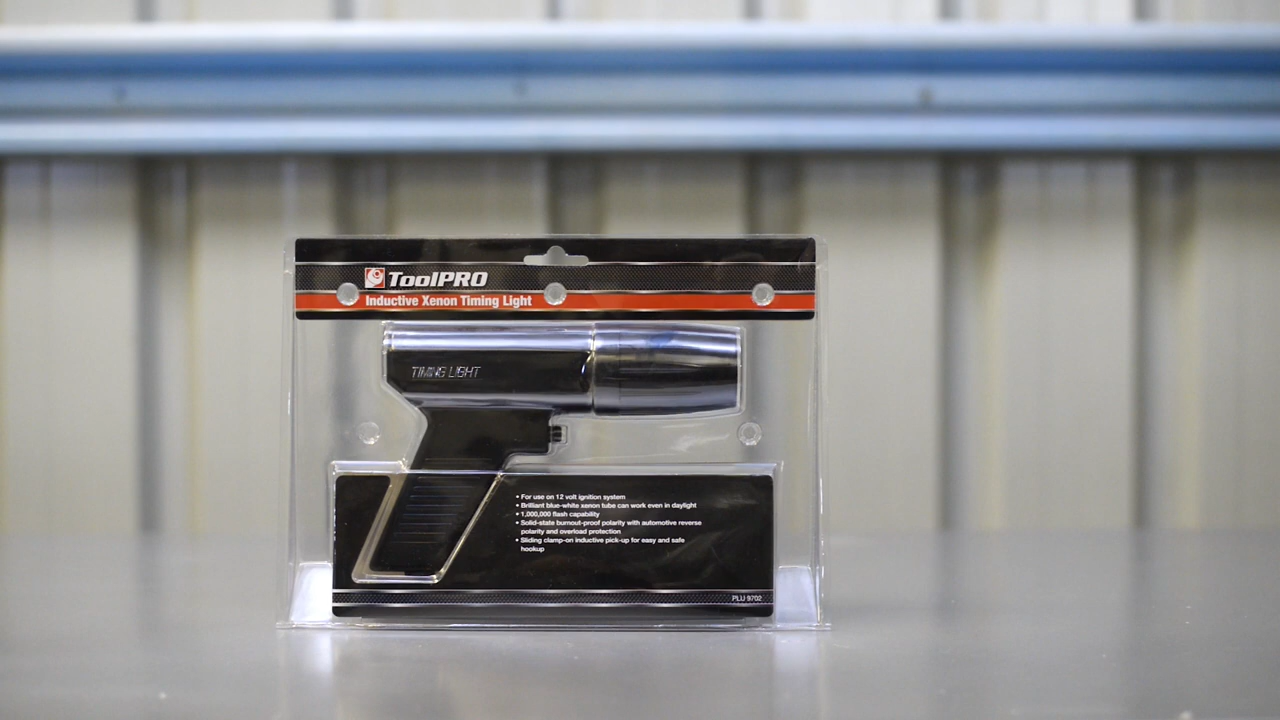 ToolPRO
Inductive Xenon Timing Light
TIMING LIGHT
• For use on 12 volt ignition system
• Brilliant blue-white xenon tube can work even in daylight
• 1,000,000 flash capability
• Solid-state burnout-proof polarity with automotive reverse
polarity and overload protection
• Sliding clamp-on inductive pick-up for easy and safe
hookup
PLU 9702